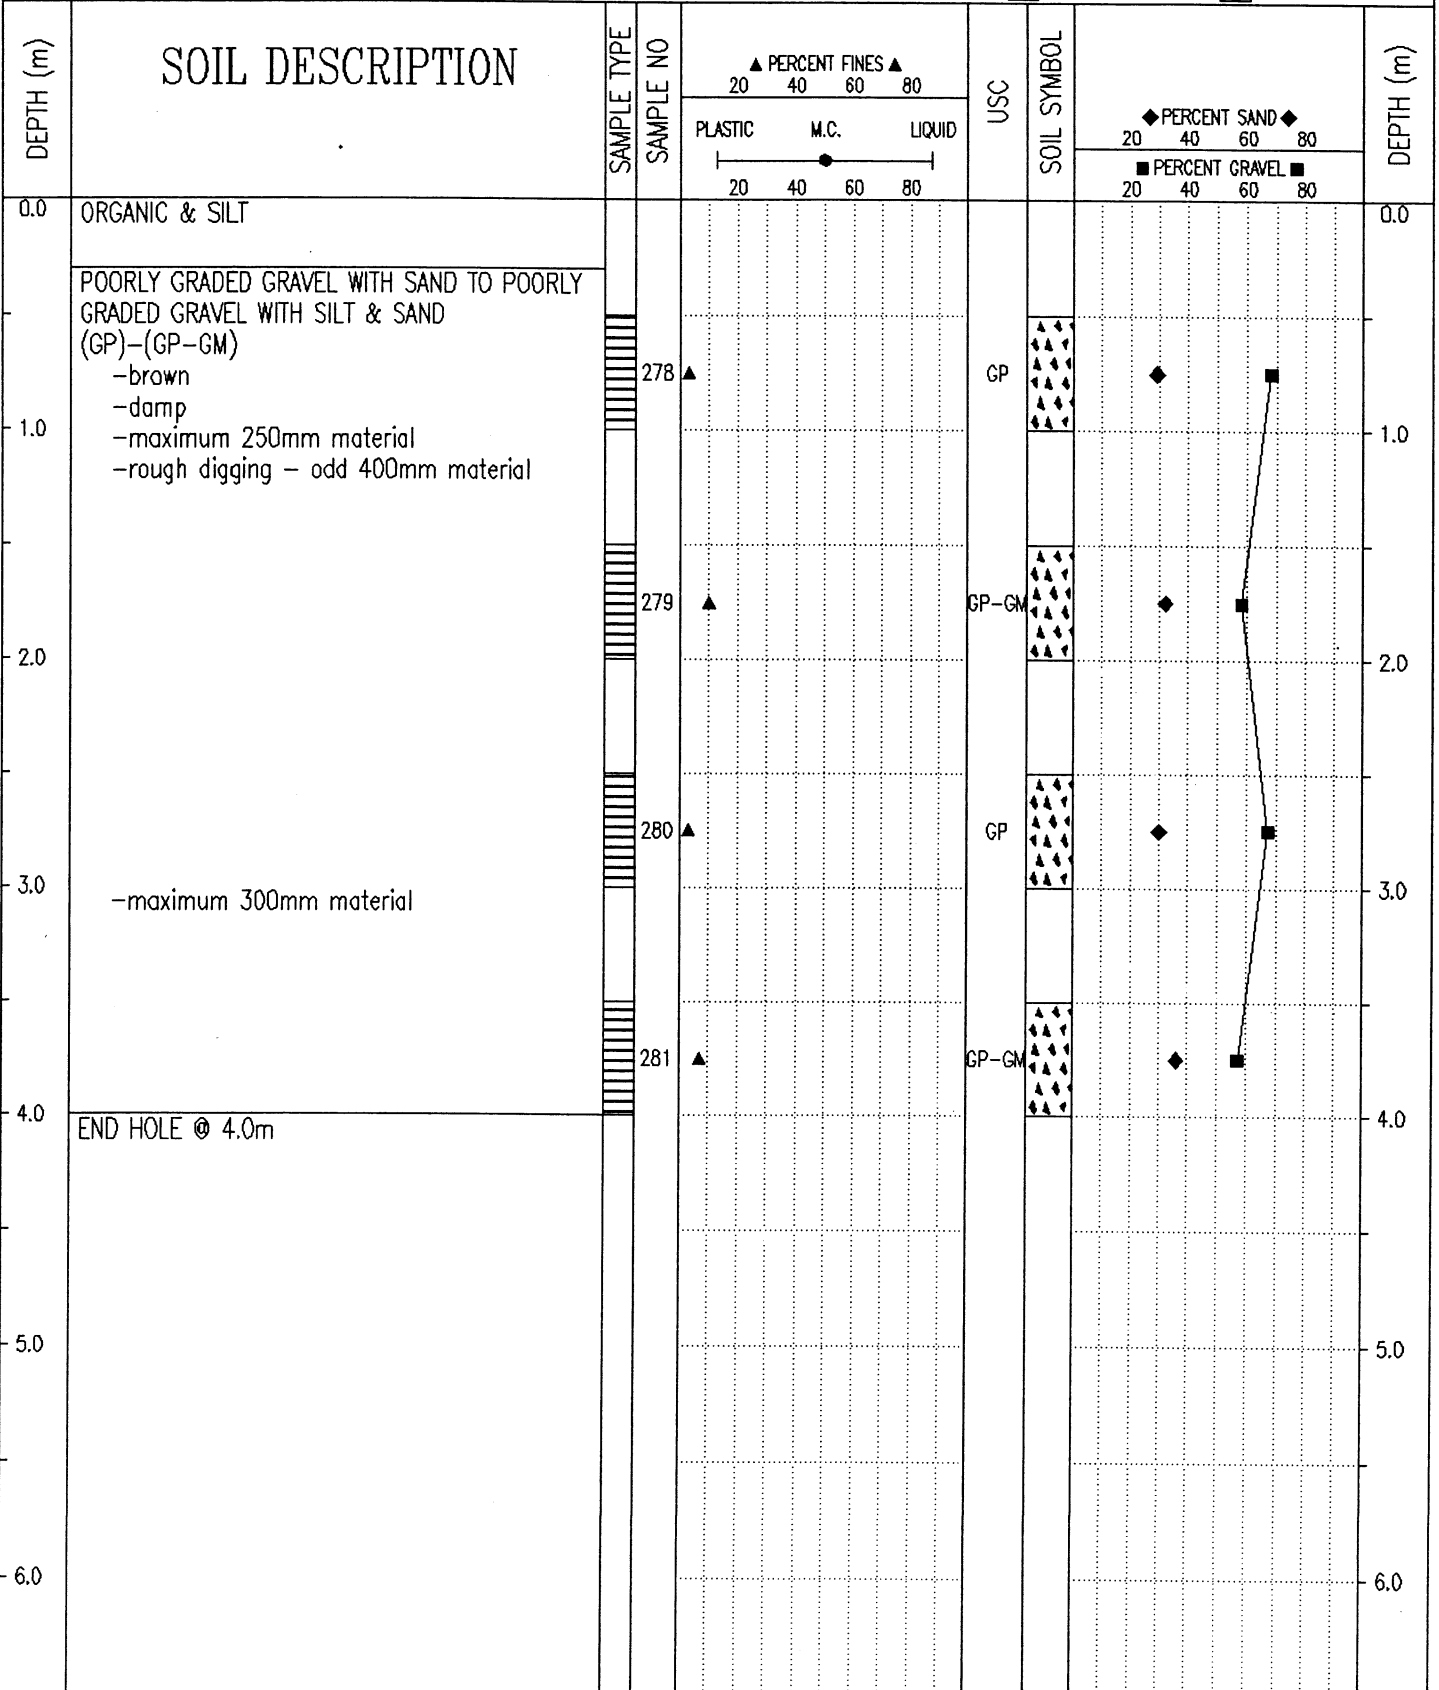 DEPTH (m)
SOIL DESCRIPTION
SAMPLE TYPE
SAMPLE NO
▲ PERCENT FINES ▲
20 40 60 80
PLASTIC M.C. LIQUID
20 40 60 80
USC
SOIL SYMBOL
◆PERCENT SAND◆
20 40 60 80
■ PERCENT GRAVEL ■
20 40 60 80
DEPTH (m)
0.0 ORGANIC & SILT 0.0
POORLY GRADED GRAVEL WITH SAND TO POORLY
GRADED GRAVEL WITH SILT & SAND
(GP)-(GP-GM)
-brown 278 GP
-damp
1.0 -maximum 250mm material 1.0
-rough digging - odd 400mm material
279 GP-GM
2.0 2.0
280 GP
3.0 3.0
-maximum 300mm material
281 GP-GM
4.0 4.0
END HOLE @ 4.0m
5.0 5.0
6.0 6.0